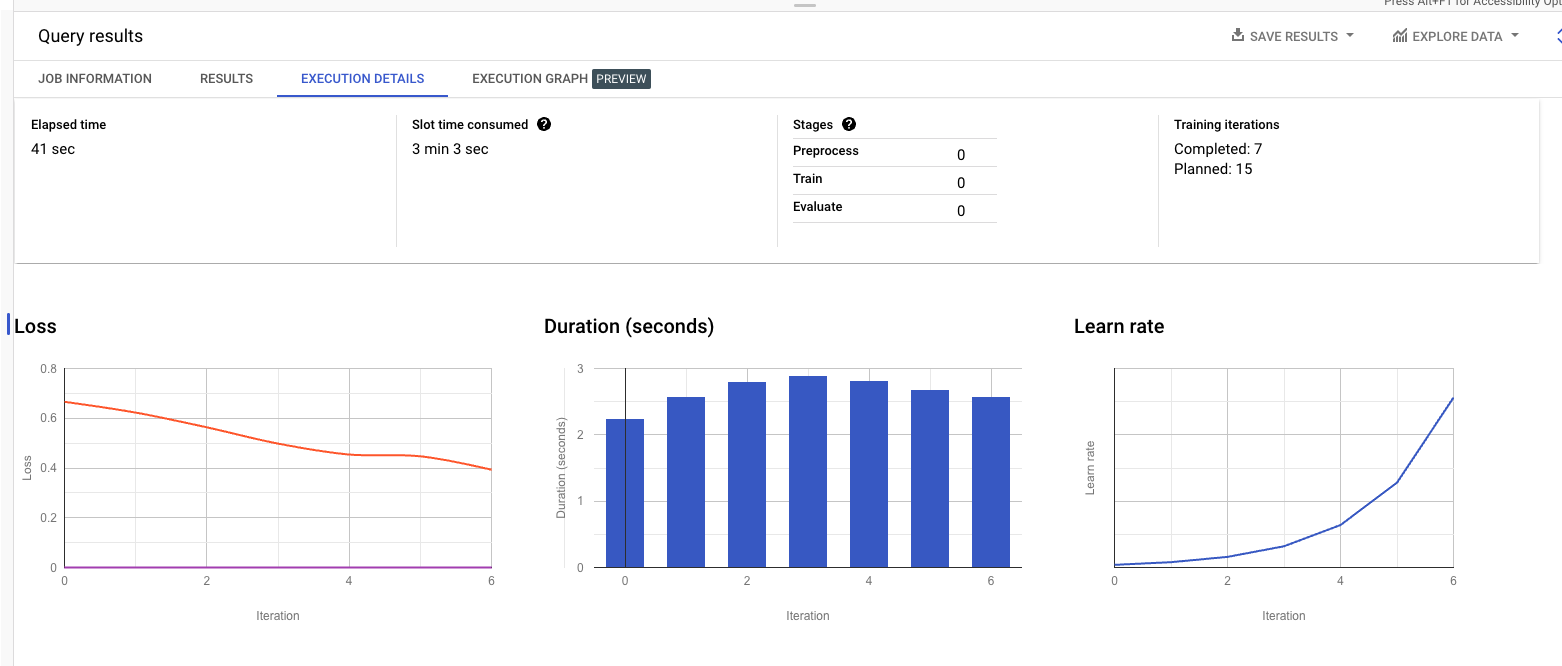 Press Alt+F1 for Accessibility Opt
Query results
SAVE RESULTS
EXPLORE DATA
JOB INFORMATION
RESULTS
EXECUTION DETAILS
EXECUTION GRAPH PREVIEW
Elapsed time
41 sec
Slot time consumed ?
3 min 3 sec
Stages ?
Preprocess 0
Train 0
Evaluate 0
Training iterations
Completed: 7
Planned: 15
Loss
0.8
0.6
0.4
0.2
0
Loss
0 2 4 6
Iteration
Duration (seconds)
3
2
1
0
Duration (seconds)
0 2 4 6
Iteration
Learn rate
Learn rate
0 2 4 6
Iteration